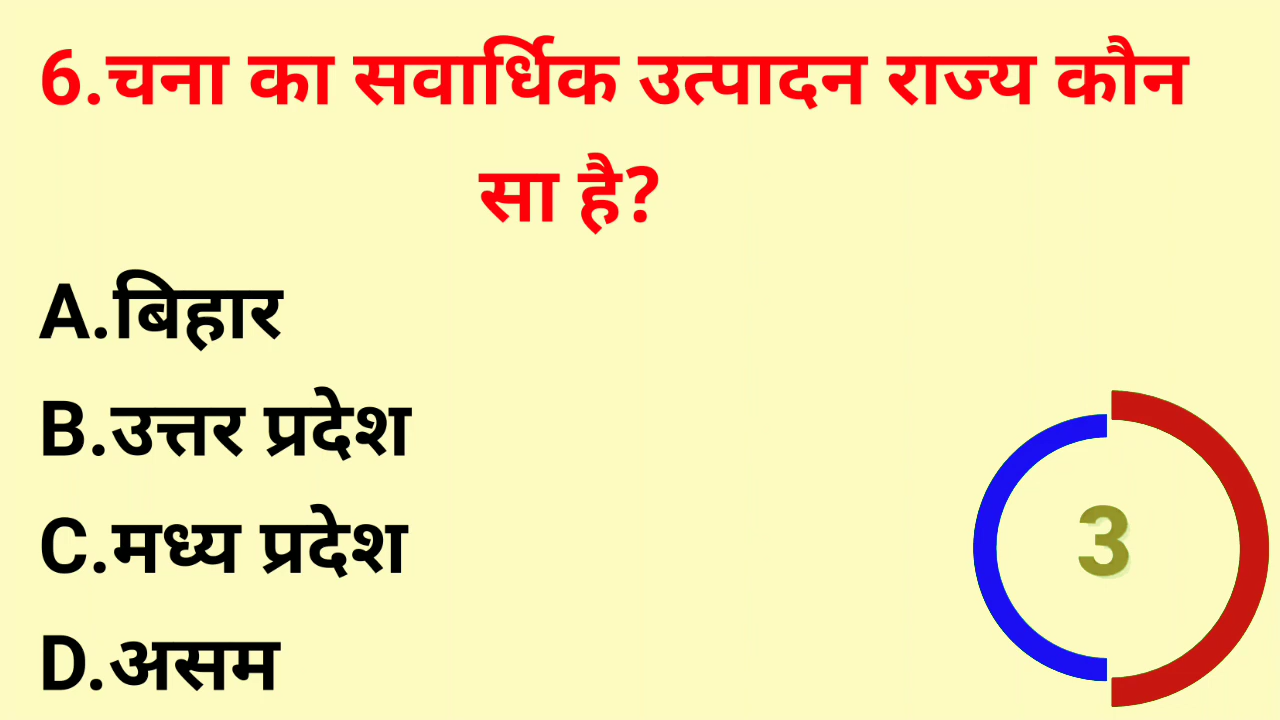 6.चना का सवार्धिक उत्पादन राज्य कौन
सा है?
A.बिहार
B.उत्तर प्रदेश
C.मध्य प्रदेश
D.असम
3